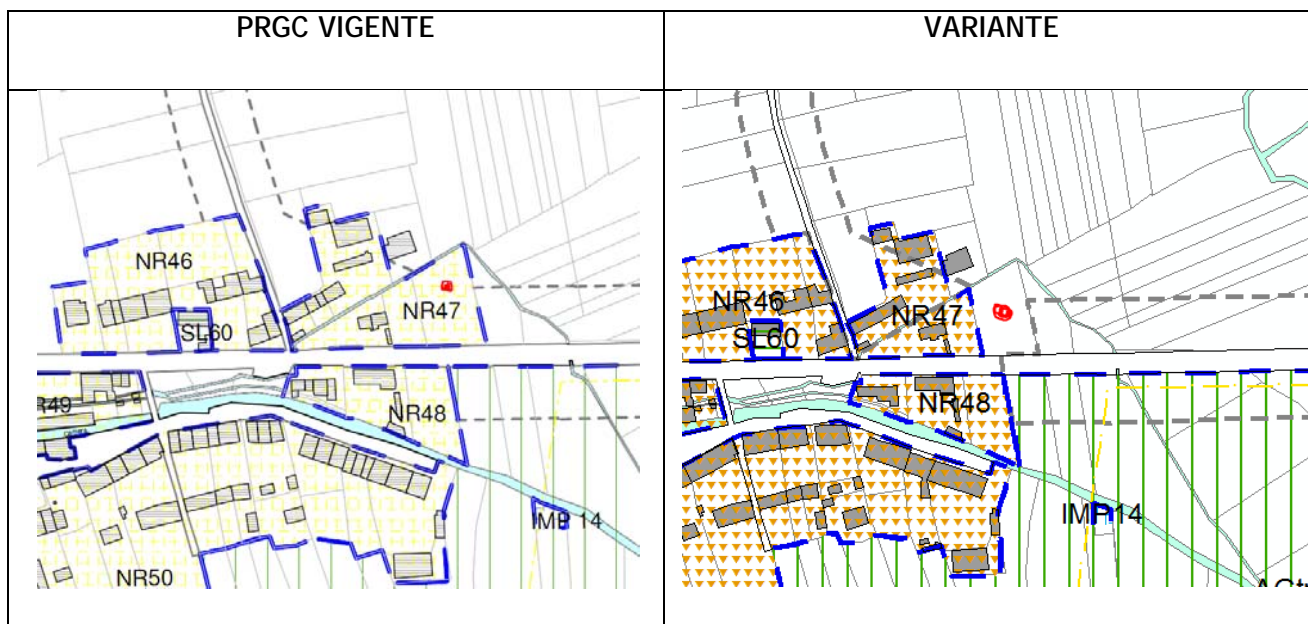 PRGC VIGENTE
VARIANTE
NR46
SL60
NR47
R49
NR48
IMP 14
NR50
NR46
SL60
NR47
NR48
IMP14